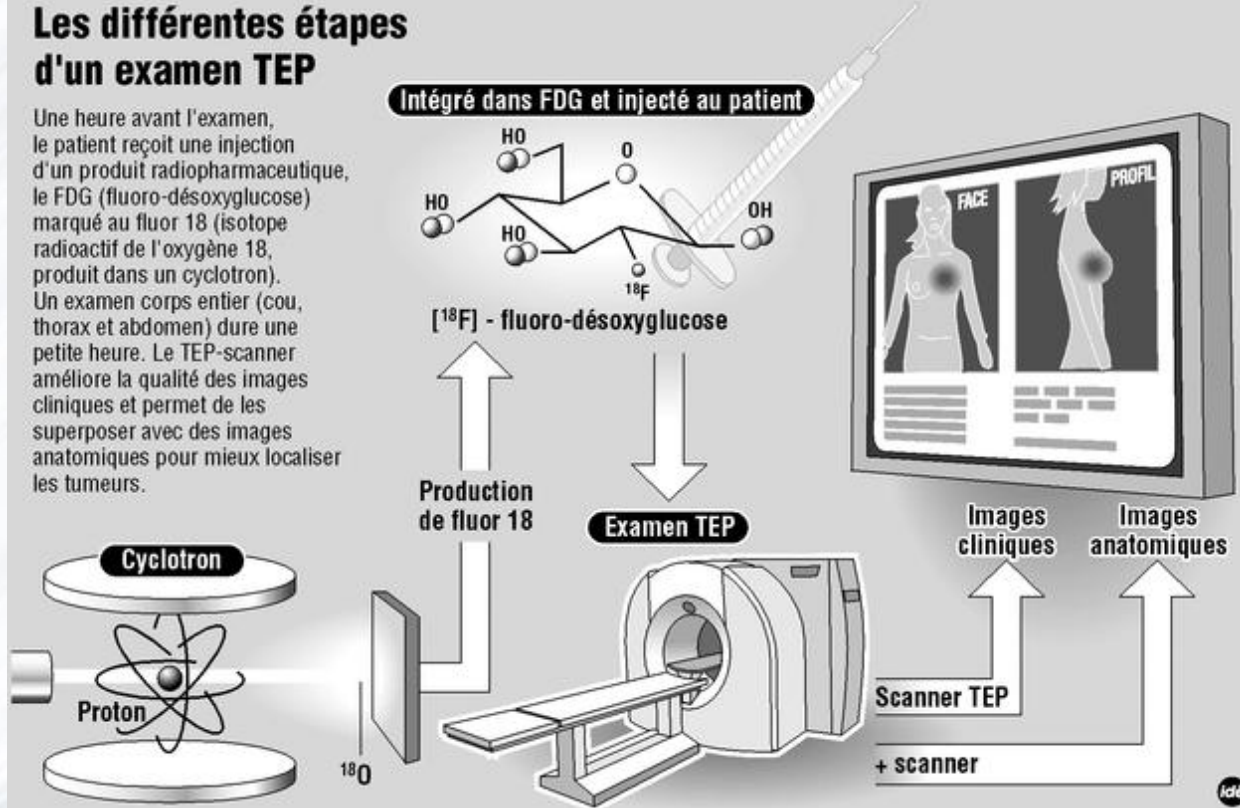 Les différentes étapes
d'un examen TEP
Une heure avant l'examen,
le patient reçoit une injection
d'un produit radiopharmaceutique,
le FDG (fluoro-désoxyglucose)
marqué au fluor 18 (isotope
radioactif de l'oxygène 18,
produit dans un cyclotron).
Un examen corps entier (cou,
thorax et abdomen) dure une
petite heure. Le TEP-scanner
améliore la qualité des images
cliniques et permet de les
superposer avec des images
anatomiques pour mieux localiser
les tumeurs.
Intégré dans FDG et injecté au patient
HO
O
HO
HO
OH
¹⁸F
[¹⁸F] - fluoro-désoxyglucose
FACE
PROFIL
Production
de fluor 18
Examen TEP
Images
cliniques
Images
anatomiques
Cyclotron
Proton
¹⁸O
Scanner TEP
+ scanner
idé